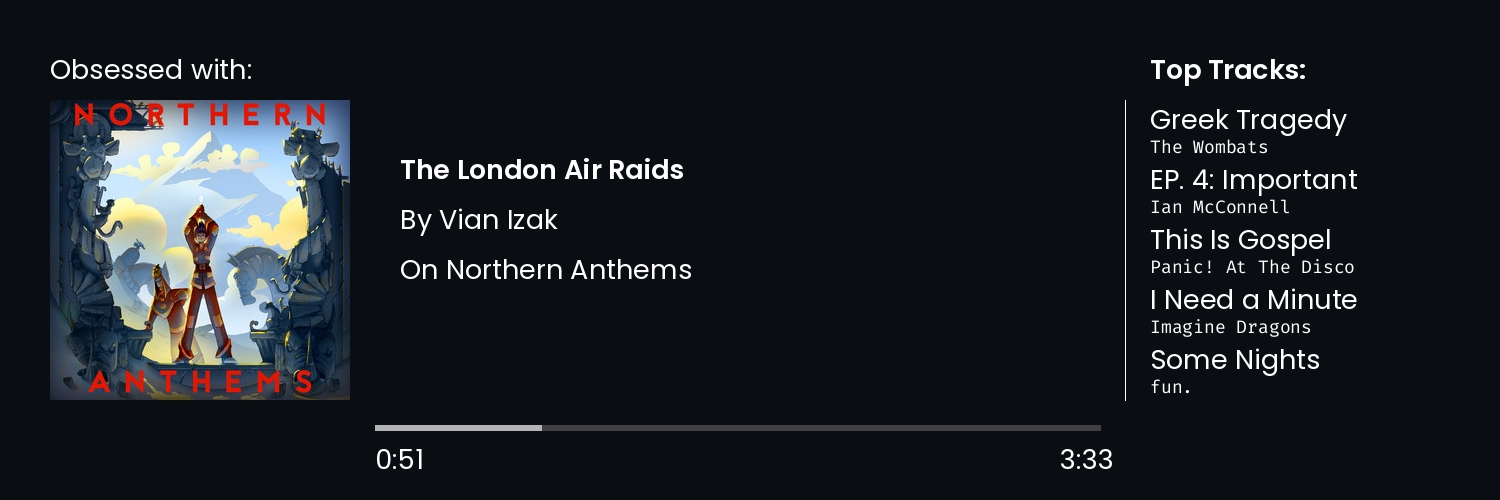 Obsessed with:
NORTHERN
ANTHEMS
The London Air Raids
By Vian Izak
On Northern Anthems
0:51
3:33
Top Tracks:
Greek Tragedy
The Wombats
EP. 4: Important
Ian McConnell
This Is Gospel
Panic! At The Disco
I Need a Minute
Imagine Dragons
Some Nights
fun.